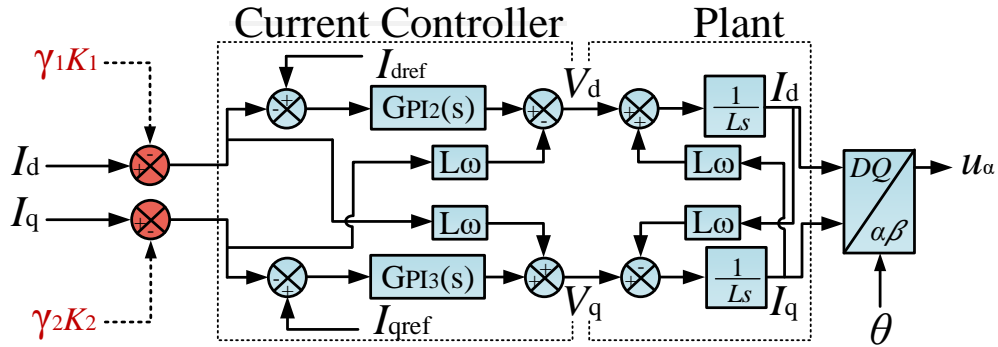 Current Controller
Plant
γ1K1
Idref
Vd
Id
GPI2(s)
1
Ls
Id
Lω
Lω
DQ
uα
Iq
Lω
Lω
αβ
GPI3(s)
1
Ls
γ2K2
Iqref
Vq
Iq
θ